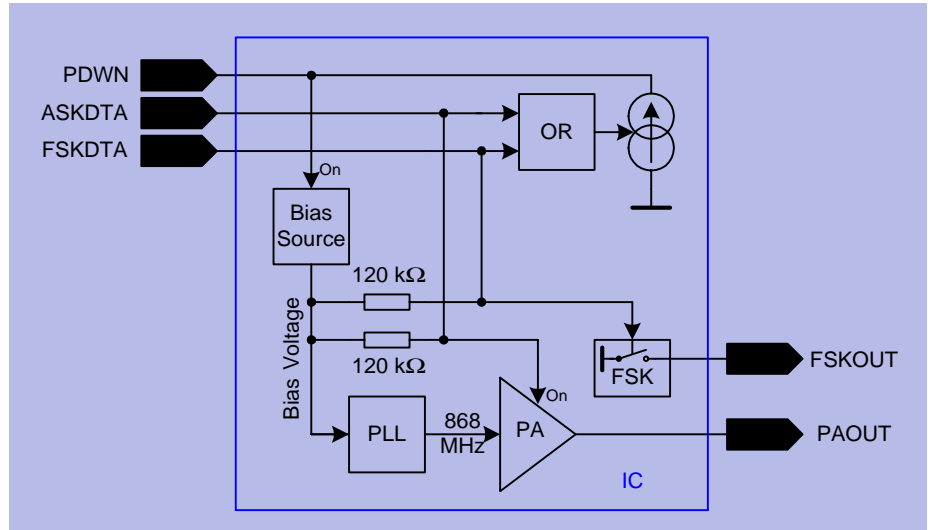 PDWN
ASKDTA
FSKDTA
OR
On
Bias
Source
120 kΩ
Bias Voltage
120 kΩ
FSK
FSKOUT
On
PLL
868
MHz
PA
PAOUT
IC